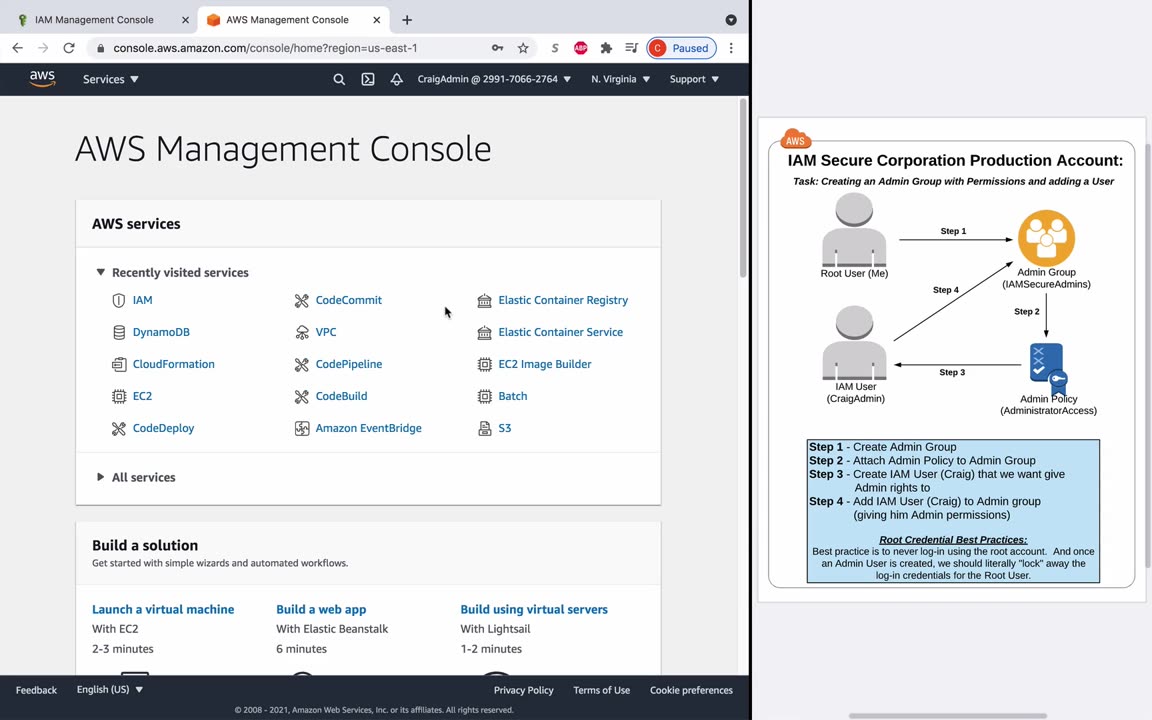 IAM Management Console
AWS Management Console
console.aws.amazon.com/console/home?region=us-east-1
S
ABP
C Paused
aws
Services
CraigAdmin @ 2991-7066-2764
N. Virginia
Support
AWS Management Console
AWS services
Recently visited services
IAM
CodeCommit
Elastic Container Registry
DynamoDB
VPC
Elastic Container Service
CloudFormation
CodePipeline
EC2 Image Builder
EC2
CodeBuild
Batch
CodeDeploy
Amazon EventBridge
S3
All services
Build a solution
Get started with simple wizards and automated workflows.
Launch a virtual machine
With EC2
2-3 minutes
Build a web app
With Elastic Beanstalk
6 minutes
Build using virtual servers
With Lightsail
1-2 minutes
Feedback
English (US)
Privacy Policy
Terms of Use
Cookie preferences
© 2008 - 2021, Amazon Web Services, Inc. or its affiliates. All rights reserved.
AWS
IAM Secure Corporation Production Account:
Task: Creating an Admin Group with Permissions and adding a User
Step 1
Root User (Me)
Admin Group
(IAMSecureAdmins)
Step 4
Step 2
Step 3
IAM User
(CraigAdmin)
Admin Policy
(AdministratorAccess)
Step 1 - Create Admin Group
Step 2 - Attach Admin Policy to Admin Group
Step 3 - Create IAM User (Craig) that we want give
Admin rights to
Step 4 - Add IAM User (Craig) to Admin group
(giving him Admin permissions)
Root Credential Best Practices:
Best practice is to never log-in using the root account. And once
an Admin User is created, we should literally "lock" away the
log-in credentials for the Root User.